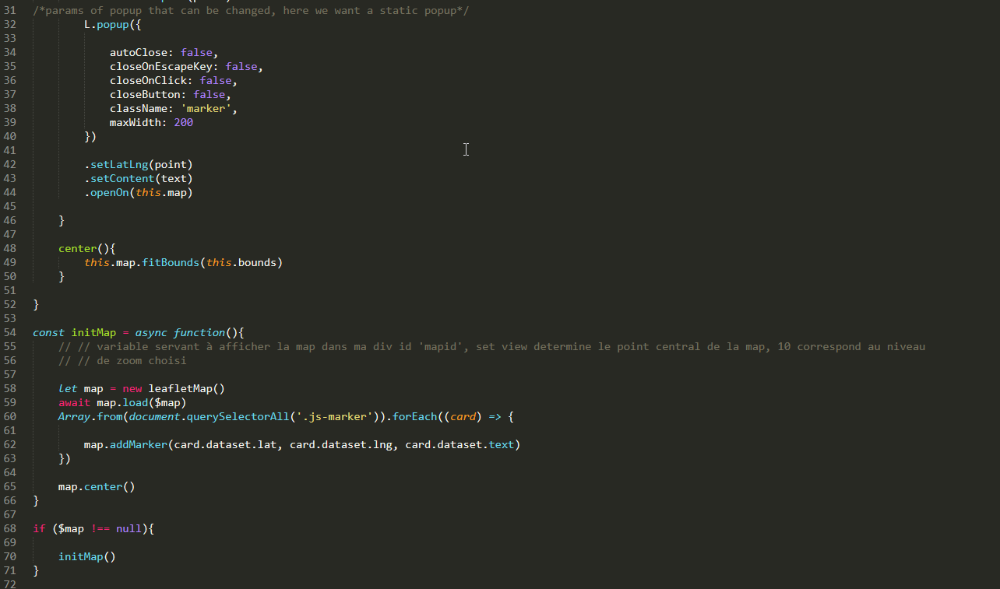 31 /*params of popup that can be changed, here we want a static popup*/
32 L.popup({
33
34 autoClose: false,
35 closeOnEscapeKey: false,
36 closeOnClick: false,
37 closeButton: false,
38 className: 'marker',
39 maxWidth: 200
40 })
41
42 .setLatLng(point)
43 .setContent(text)
44 .openOn(this.map)
45
46 }
47
48 center(){
49 this.map.fitBounds(this.bounds)
50 }
51
52 }
53
54 const initMap = async function(){
55 // // variable servant à afficher la map dans ma div id 'mapid', set view determine le point central de la map, 10 correspond au niveau
56 // // de zoom choisi
57
58 let map = new leafletMap()
59 await map.load($map)
60 Array.from(document.querySelectorAll('.js-marker')).forEach((card) => {
61
62 map.addMarker(card.dataset.lat, card.dataset.lng, card.dataset.text)
63 })
64
65 map.center()
66 }
67
68 if ($map !== null){
69
70 initMap()
71 }
72